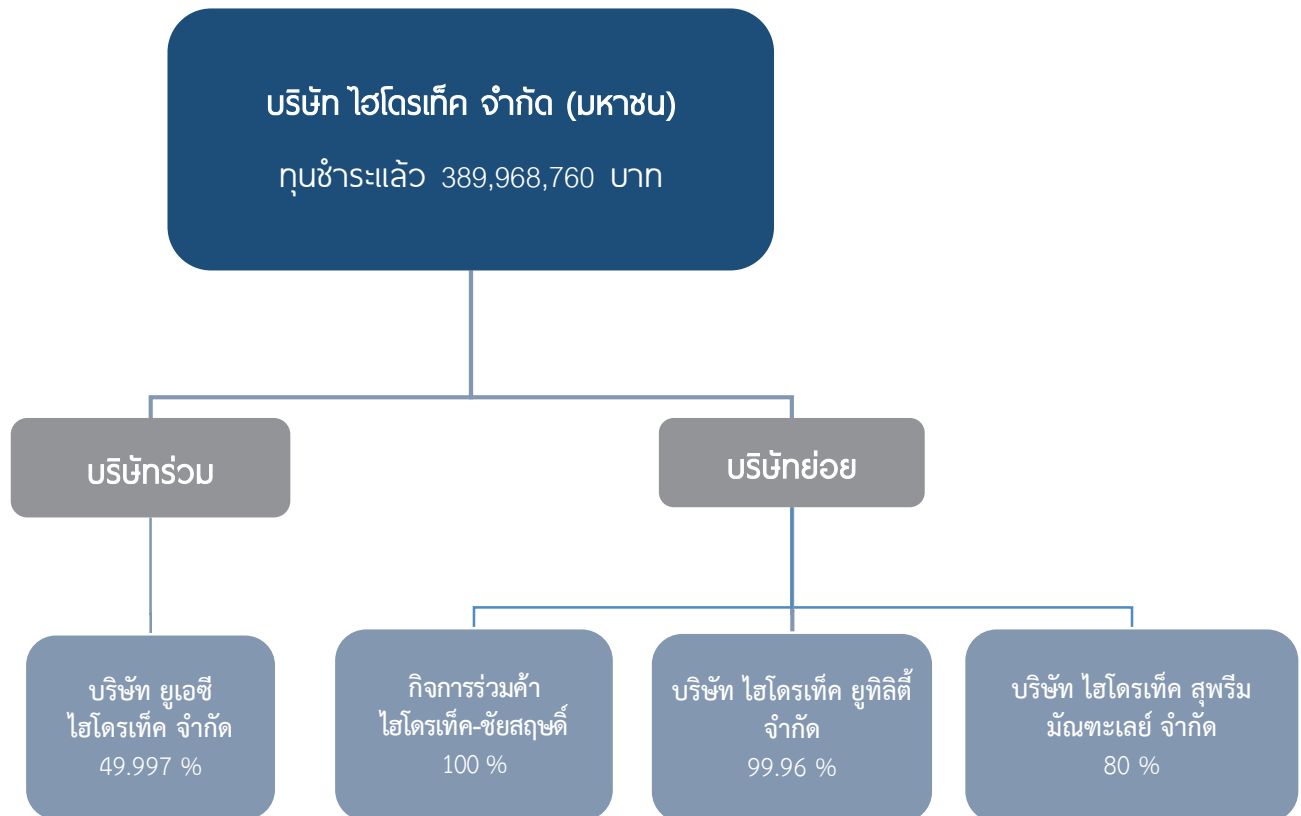 บริษัท ไฮโดรเท็ค จำกัด (มหาชน)
ทุนชำระแล้ว 389,968,760 บาท
บริษัทร่วม
บริษัทย่อย
บริษัท ยูเอซี
ไฮโดรเท็ค จำกัด
49.997 %
กิจการร่วมค้า
ไฮโดรเท็ค-ชัยสฤษดิ์
100 %
บริษัท ไฮโดรเท็ค ยูทิลิตี้
จำกัด
99.96 %
บริษัท ไฮโดรเท็ค สุพรีม
มัณฑะเลย์ จำกัด
80 %